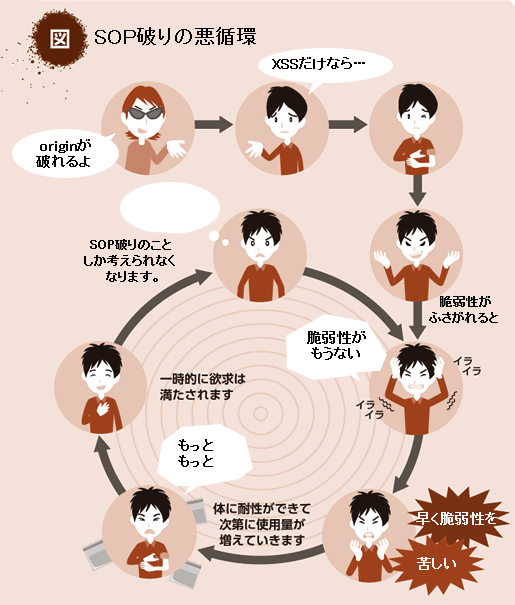 図
SOP破りの悪循環
XSSだけなら…
originが
破れるよ
SOP破りのこと
しか考えられなく
なります。
脆弱性が
ふさがれると
脆弱性が
もうない
イラ
イラ
イラ
イラ
一時的に欲求は
満たされます
もっと
もっと
体に耐性ができて
次第に使用量が
増えていきます
早く脆弱性を
苦しい